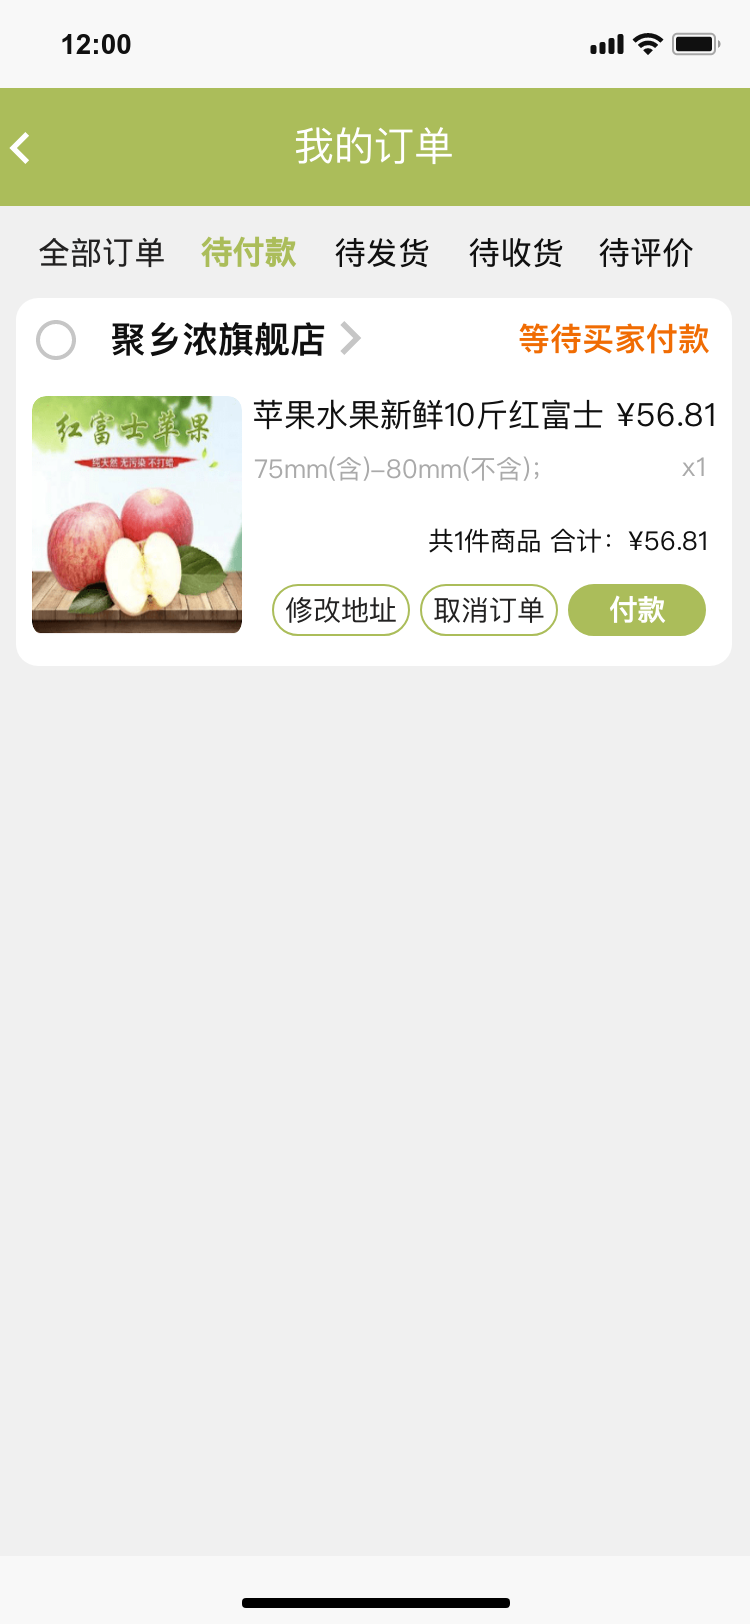 12:00
我的订单
全部订单 待付款 待发货 待收货 待评价
聚乡浓旗舰店 等待买家付款
红富士苹果
纯天然 无污染 不打蜡
苹果水果新鲜10斤红富士 ¥56.81
75mm(含)-80mm(不含); x1
共1件商品 合计: ¥56.81
修改地址 取消订单 付款